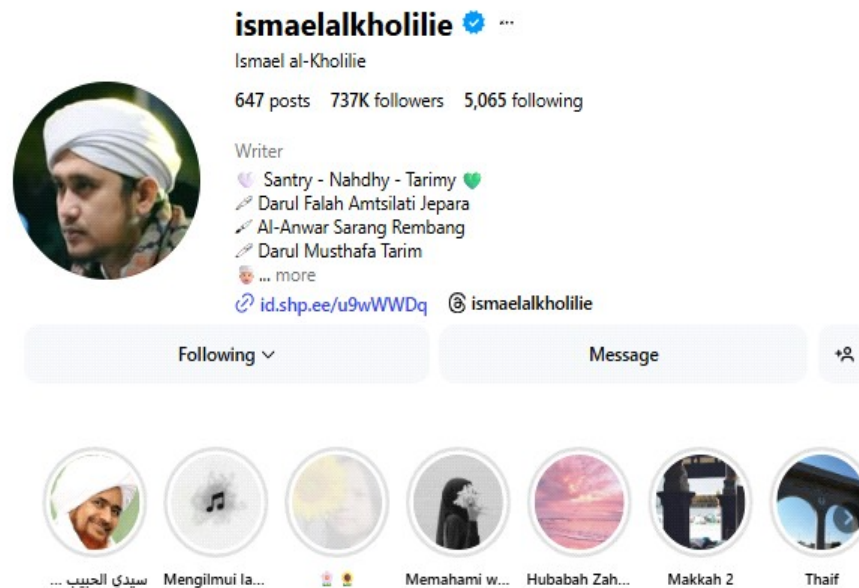 ismaelalkholilie
Ismael al-Kholilie
647 posts 737K followers 5,065 following
Writer
🤍 Santry - Nahdhy - Tarimy 💚
🖊 Darul Falah Amtsilati Jepara
🖌 Al-Anwar Sarang Rembang
🖊 Darul Musthafa Tarim
👳 ... more
id.shp.ee/u9wWWDq ismaelalkholilie
Following
Message
سيدي الحبيب ... Mengilmui la... 🌸 🌻 Memahami w... Hubabah Zah... Makkah 2 Thaif